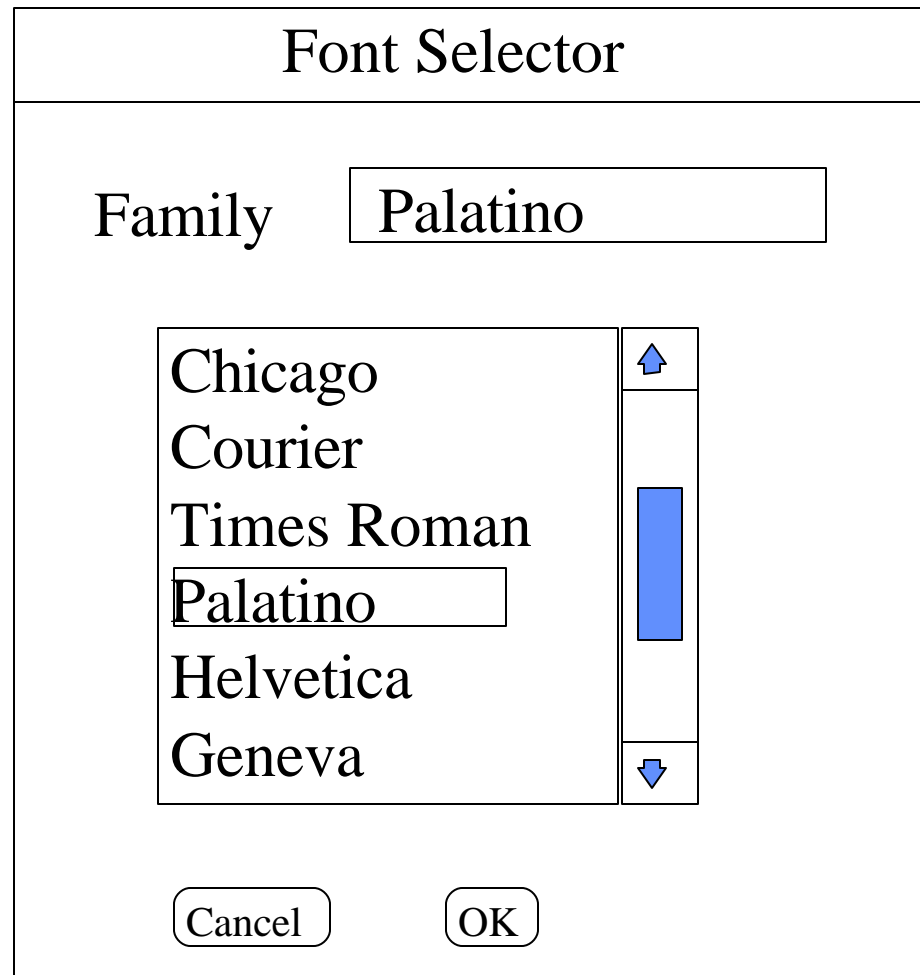 Font Selector
Family Palatino
Chicago
Courier
Times Roman
Palatino
Helvetica
Geneva
Cancel OK